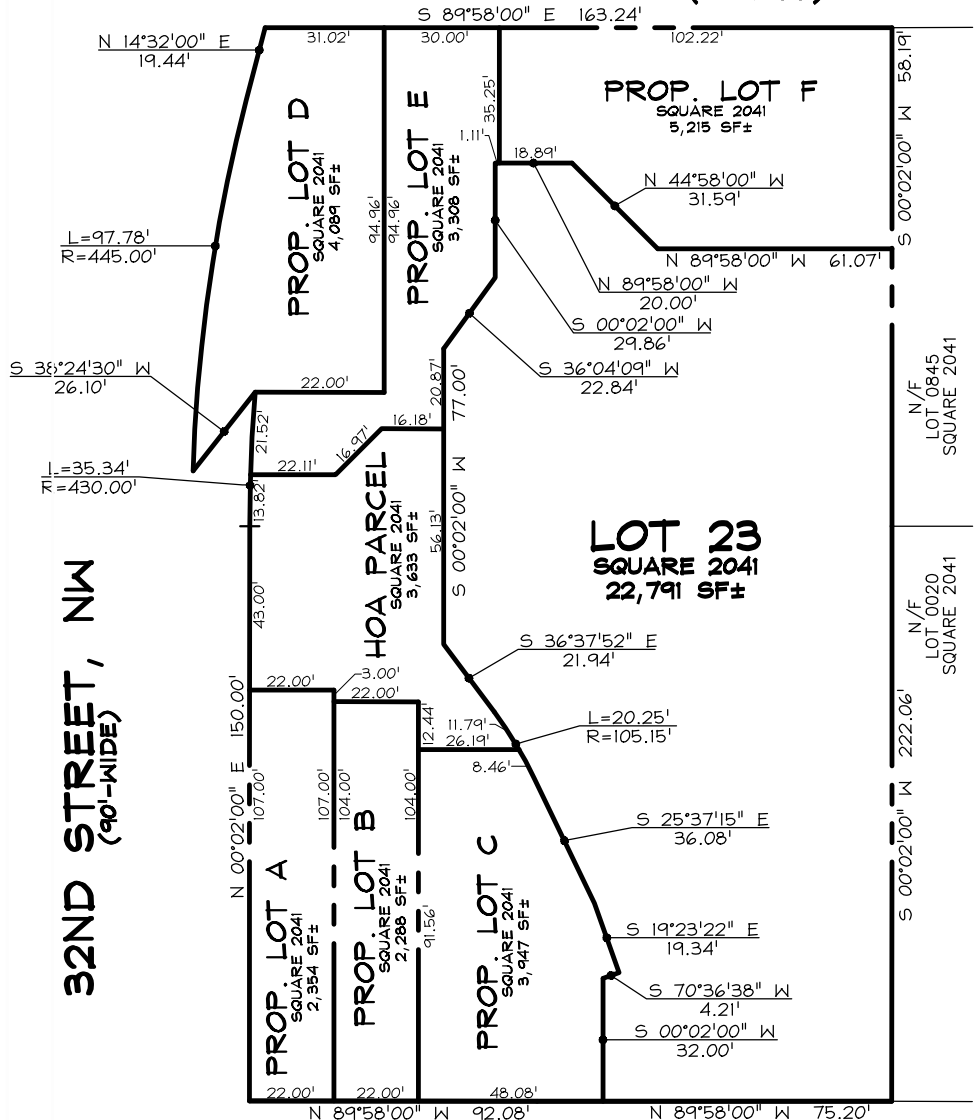 S 89°58'00" E 163.24'
N 14°32'00" E
19.44'
31.02'
30.00'
102.22'
58.19'
S 00°02'00" W
PROP. LOT D
SQUARE 2041
4,089 SF±
PROP. LOT E
SQUARE 2041
3,308 SF±
35.25'
1.11'
18.89'
PROP. LOT F
SQUARE 2041
5,215 SF±
N 44°58'00" W
31.59'
94.96'
94.96'
L=97.78'
R=445.00'
N 89°58'00" W 61.07'
N 89°58'00" W
20.00'
S 00°02'00" W
29.86'
S 36°04'09" W
22.84'
S 38°24'30" W
26.10'
22.00'
20.87'
77.00'
21.52'
16.97'
16.18'
22.11'
L=35.34'
R=430.00'
13.82'
N/F
LOT 0845
SQUARE 2041
HOA PARCEL
SQUARE 2041
3,633 SF±
56.13'
S 00°02'00" W
LOT 23
SQUARE 2041
22,791 SF±
43.00'
N/F
LOT 0020
SQUARE 2041
32ND STREET, NW
(90'-WIDE)
S 36°37'52" E
21.94'
22.00'
3.00'
22.00'
12.44'
11.79'
26.19'
8.46'
L=20.25'
R=105.15'
N 00°02'00" E 150.00'
107.00'
107.00'
104.00'
104.00'
222.06'
S 00°02'00" W
S 25°37'15" E
36.08'
PROP. LOT A
SQUARE 2041
2,354 SF±
PROP. LOT B
SQUARE 2041
2,288 SF±
91.56'
PROP. LOT C
SQUARE 2041
3,947 SF±
S 19°23'22" E
19.34'
S 70°36'38" W
4.21'
S 00°02'00" W
32.00'
22.00'
22.00'
48.08'
N 89°58'00" W 92.08'
N 89°58'00" W 75.20'